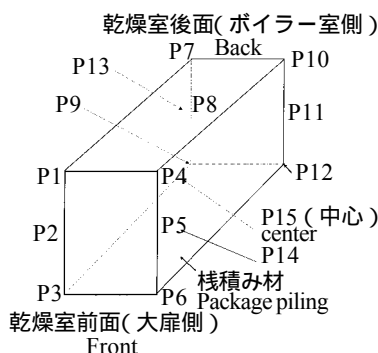 乾燥室後面(ボイラー室側)
Back
P7
P10
P13
P9
P8
P11
P12
P1
P4
P2
P5
P15(中心)
center
P14
桟積み材
Package piling
P3
P6
乾燥室前面(大扉側)
Front